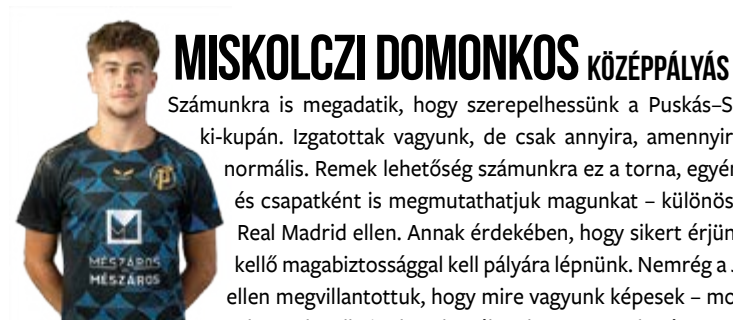 MISKOLCZI DOMONKOS KÖZÉPPÁLYÁS
Számunkra is megadatik, hogy szerepelhessünk a Puskás–S
ki-kupán. Izgatottak vagyunk, de csak annyira, amennyir
normális. Remek lehetőség számunkra ez a torna, egyé
és csapatként is megmutathatjuk magunkat – különös
Real Madrid ellen. Annak érdekében, hogy sikert érjün
kellő magabiztossággal kell pályára lépnünk. Nemrég a
ellen megvillantottuk, hogy mire vagyunk képesek – mo
MÉSZÁROS
MÉSZÁROS